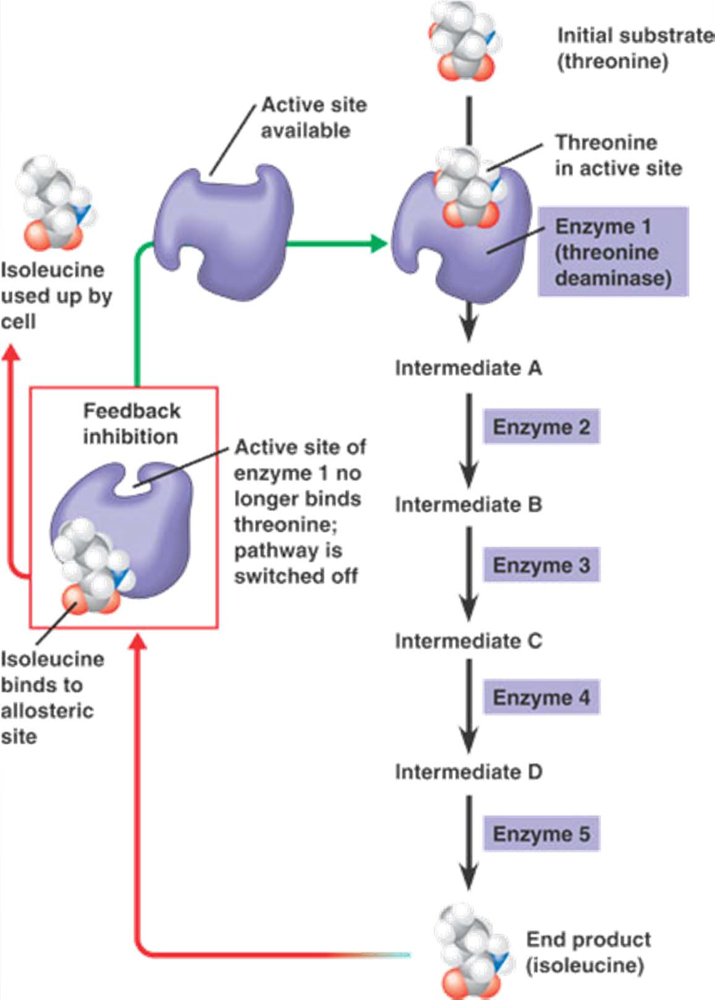 Initial substrate
(threonine)
Active site
available
Threonine
in active site
Enzyme 1
(threonine
deaminase)
Isoleucine
used up by
cell
Intermediate A
Feedback
inhibition
Enzyme 2
Active site of
enzyme 1 no
longer binds
threonine;
pathway is
switched off
Intermediate B
Enzyme 3
Intermediate C
Isoleucine
binds to
allosteric
site
Enzyme 4
Intermediate D
Enzyme 5
End product
(isoleucine)